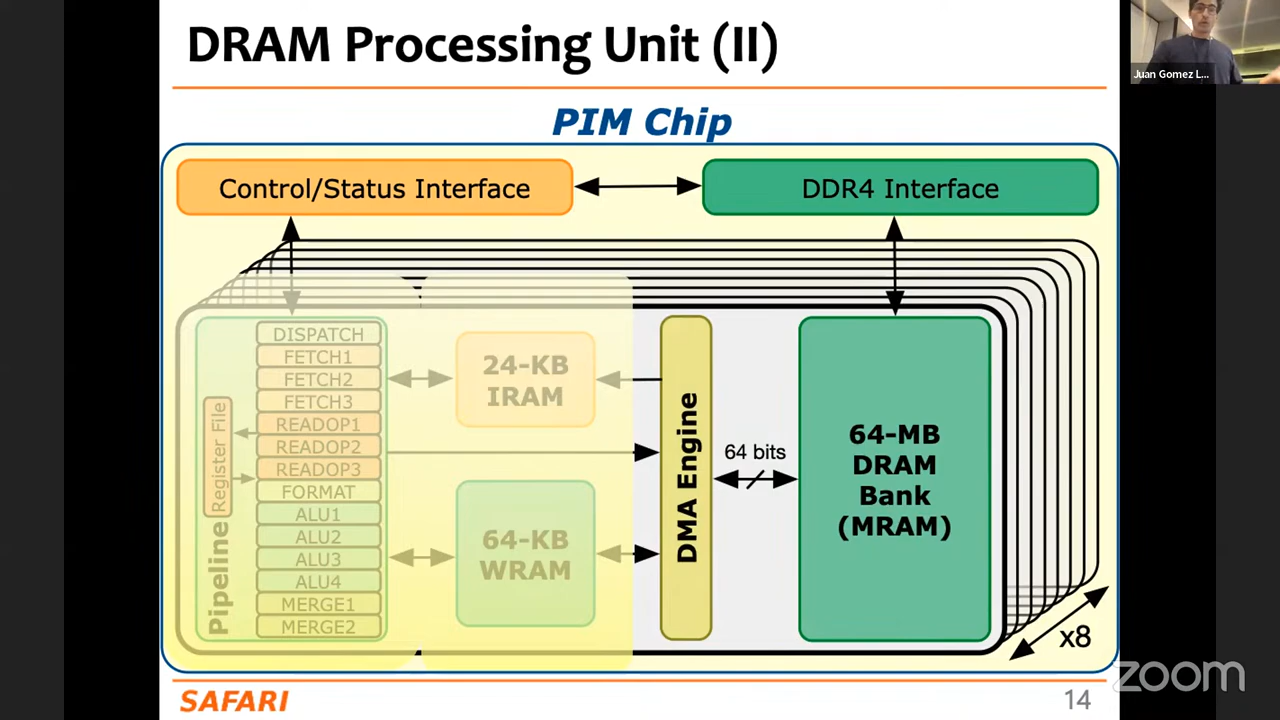 DRAM Processing Unit (II)
Juan Gomez L...
PIM Chip
Control/Status Interface
DDR4 Interface
DISPATCH
FETCH1
FETCH2
FETCH3
READOP1
READOP2
READOP3
FORMAT
ALU1
ALU2
ALU3
ALU4
MERGE1
MERGE2
Register File
Pipeline
24-KB
IRAM
64-KB
WRAM
DMA Engine
64 bits
64-MB
DRAM
Bank
(MRAM)
x8
SAFARI
14
zoom